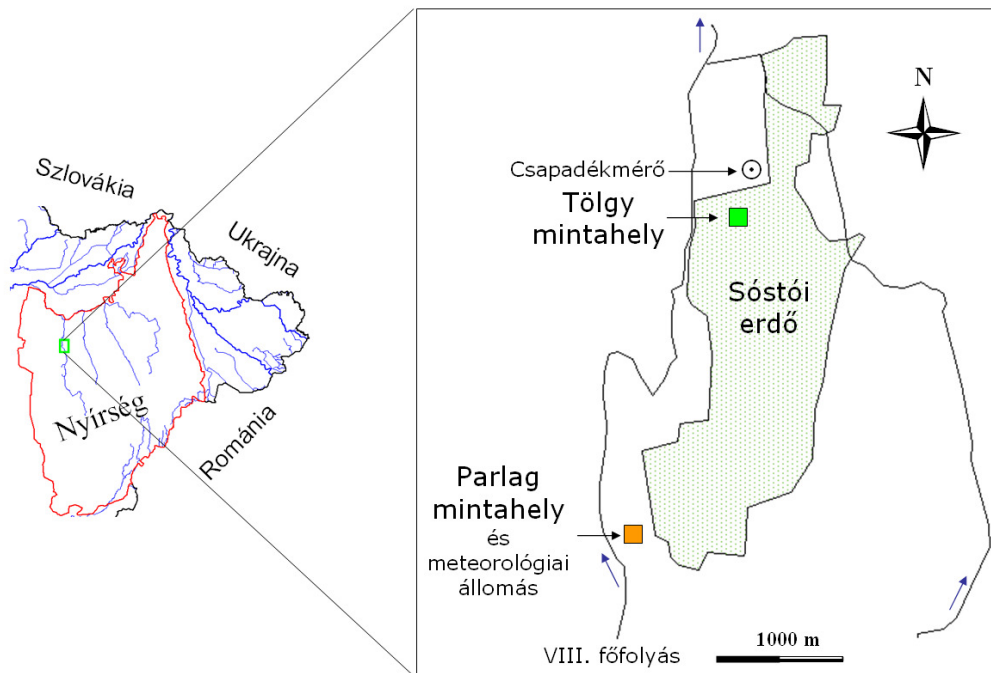 Szlovákia
Ukrajna
Nyírség
Románia
N
Csapadékmérő
Tölgy
mintahely
Sóstói
erdő
Parlag
mintahely
és
meteorológiai
állomás
VIII. főfolyás
1000 m